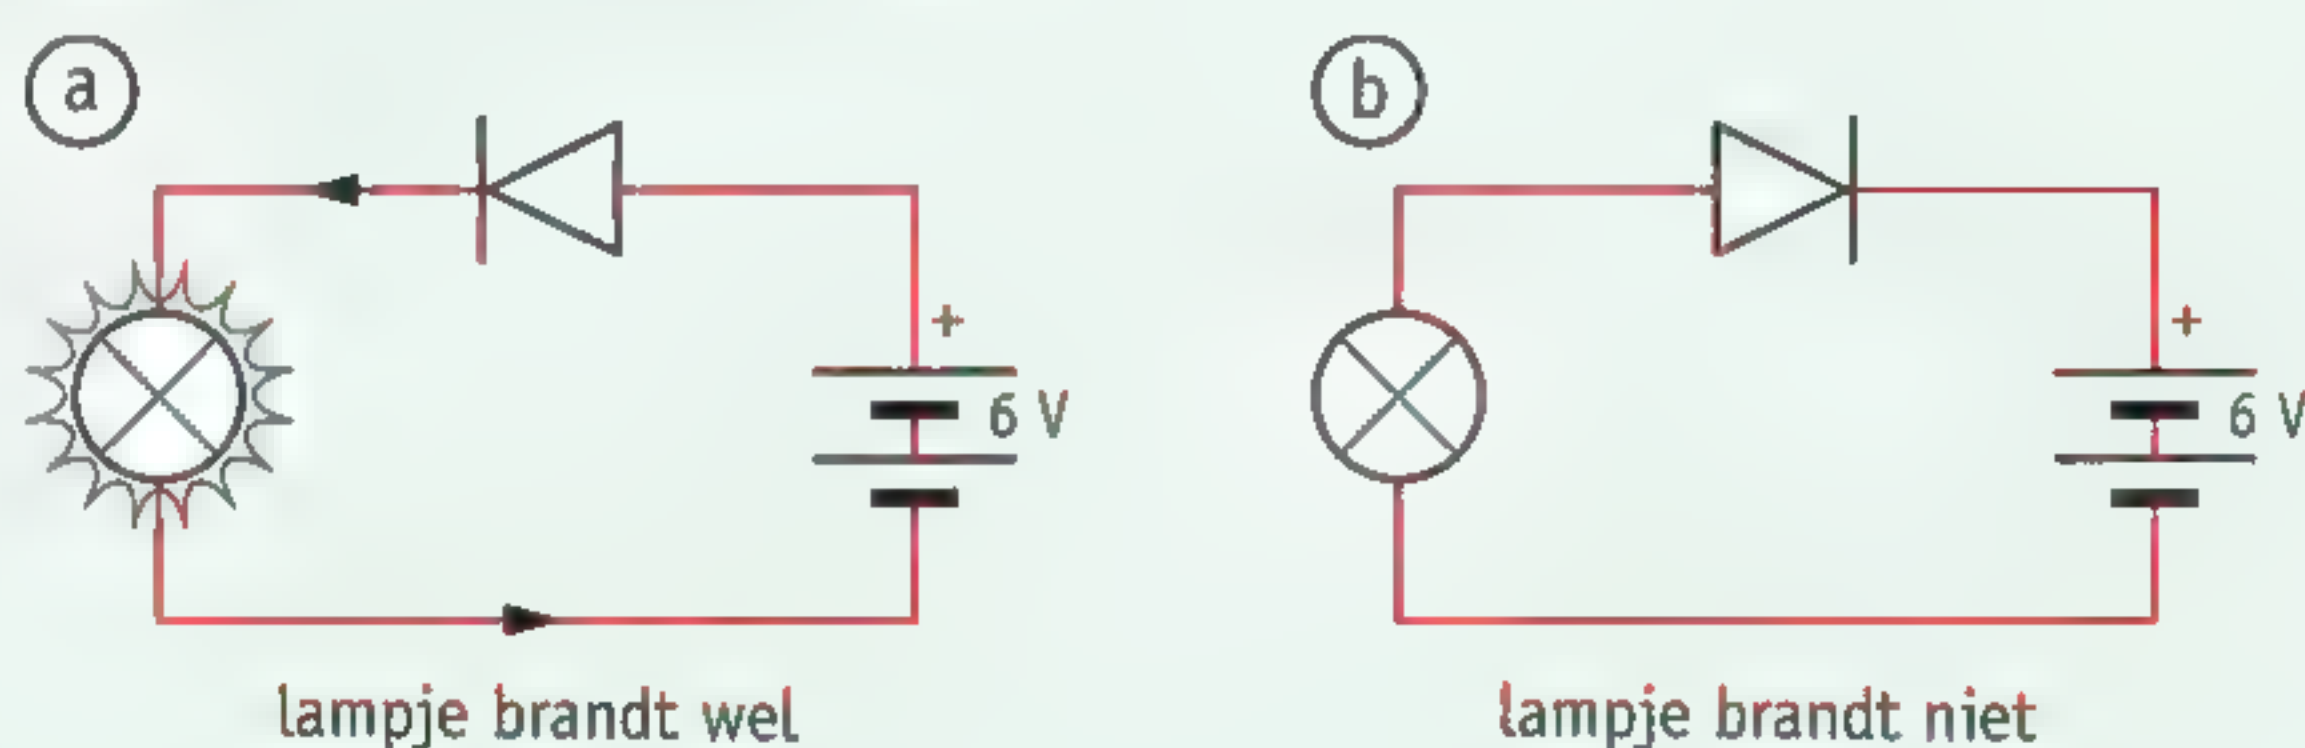 a
b
+
6 V
+
6 V
lampje brandt wel
lampje brandt niet